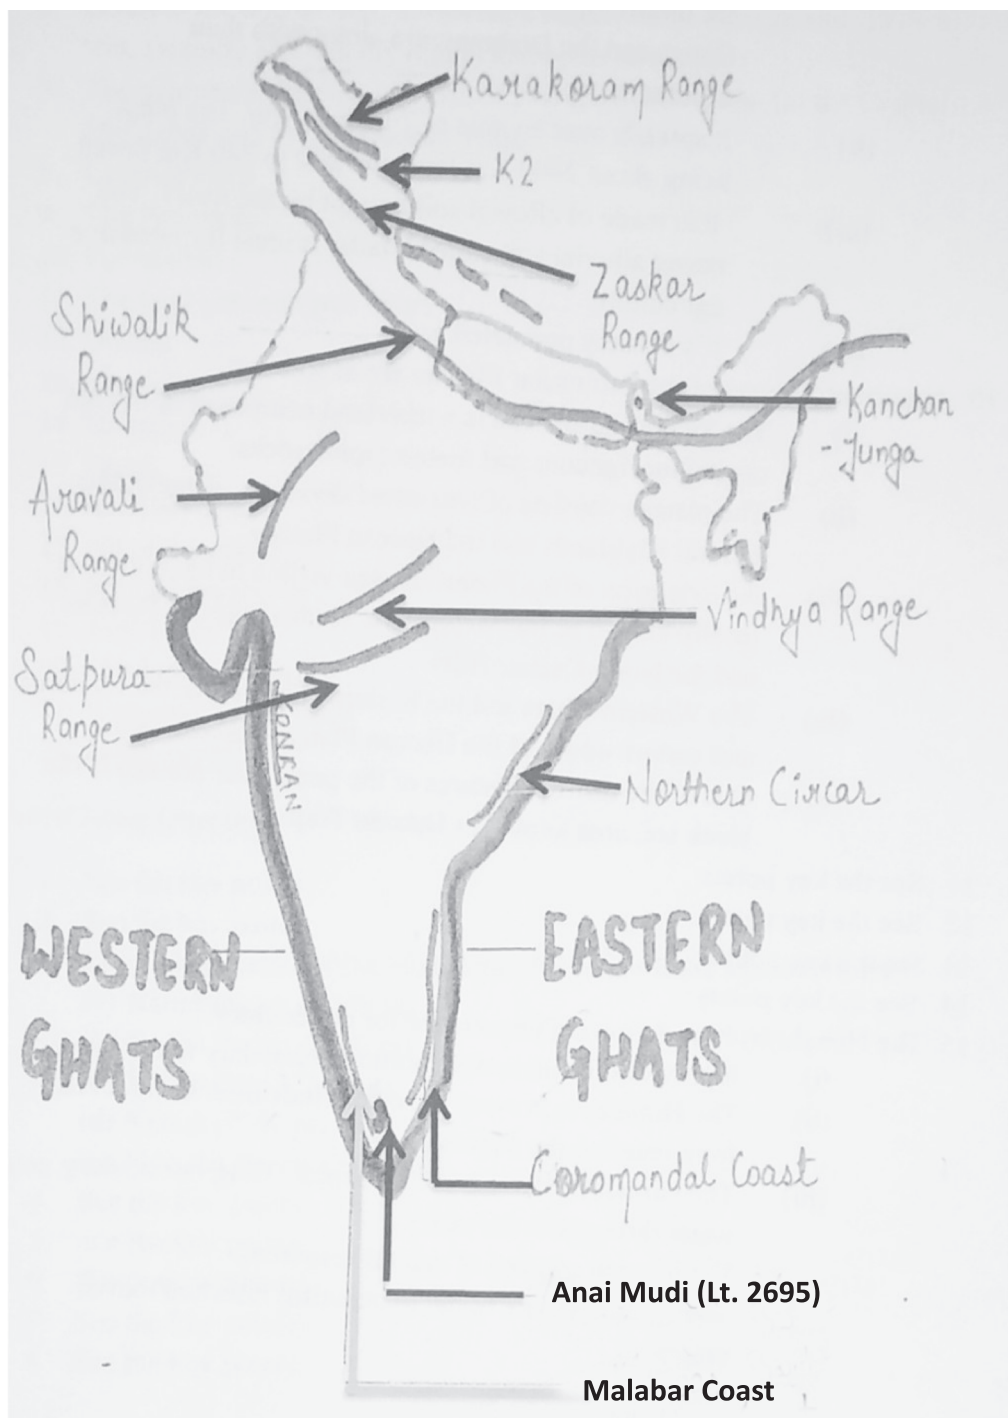 Karakoram Range
K2
Zaskar
Range
Shiwalik
Range
Kanchan
-Junga
Aravali
Range
Vindhya Range
Satpura
Range
KONKAN
Northern Circar
WESTERN
GHATS
EASTERN
GHATS
Coromandal Coast
Anai Mudi (Lt. 2695)
Malabar Coast